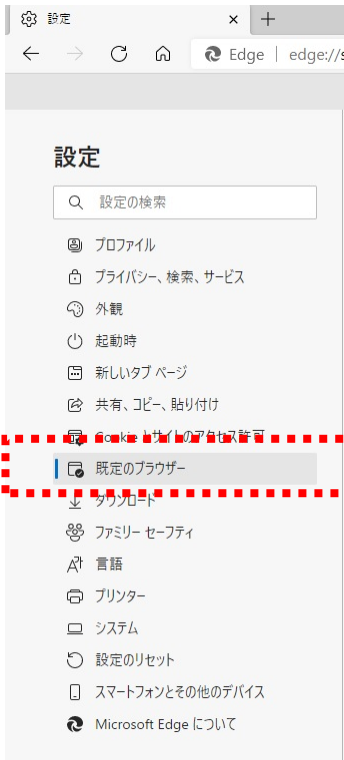 設定
Edge | edge://s
設定
設定の検索
プロファイル
プライバシー、検索、サービス
外観
起動時
新しいタブ ページ
共有、コピー、貼り付け
Cookie とサイトのアクセス許可
既定のブラウザー
ダウンロード
ファミリー セーフティ
言語
プリンター
システム
設定のリセット
スマートフォンとその他のデバイス
Microsoft Edge について